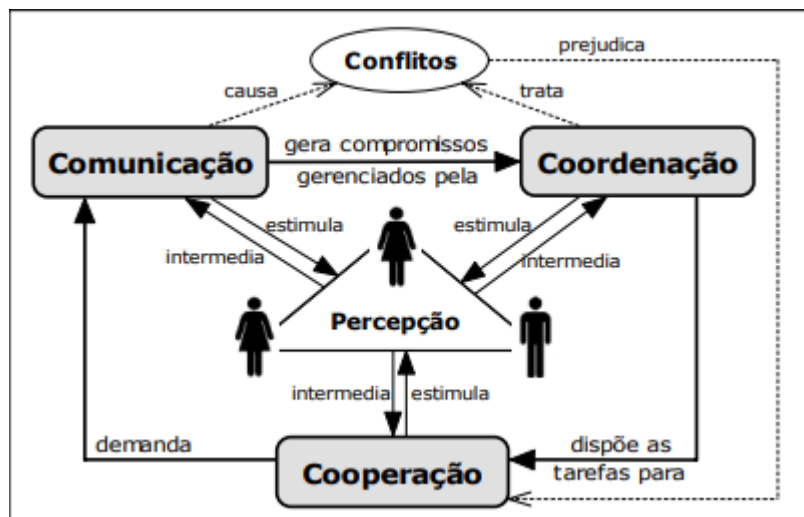 Conflitos
prejudica
causa
trata
Comunicação
gera compromissos
gerenciados pela
Coordenação
estimula
intermedia
estimula
intermedia
Percepção
intermedia
estimula
demanda
Cooperação
dispõe as
tarefas para